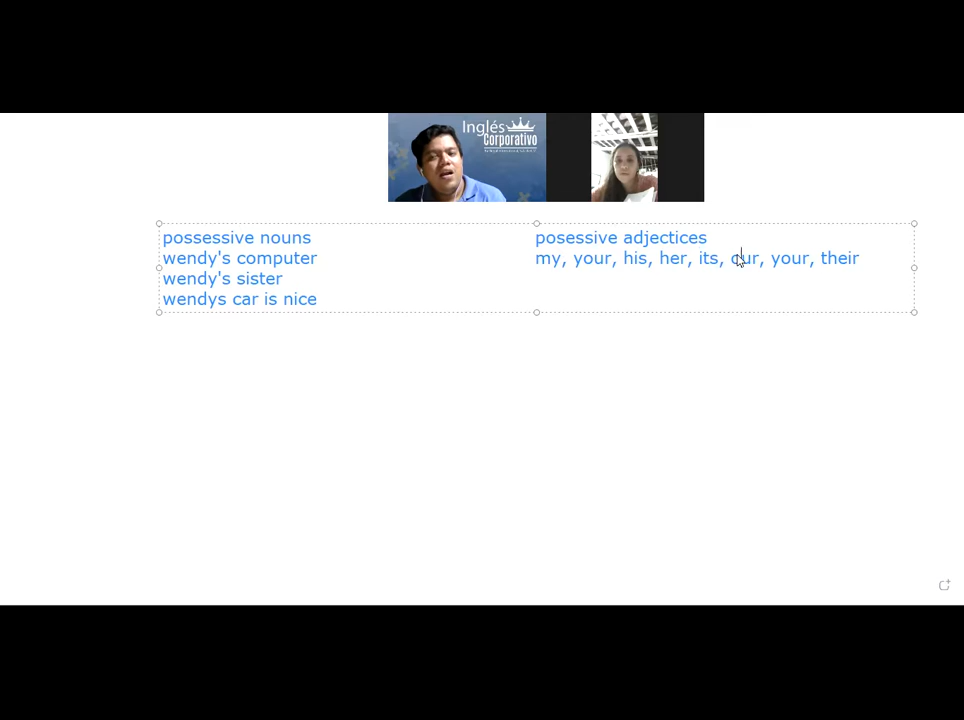 Inglés
Corporativo
possessive nouns
wendy's computer
wendy's sister
wendys car is nice
posessive adjectices
my, your, his, her, its, our, your, their